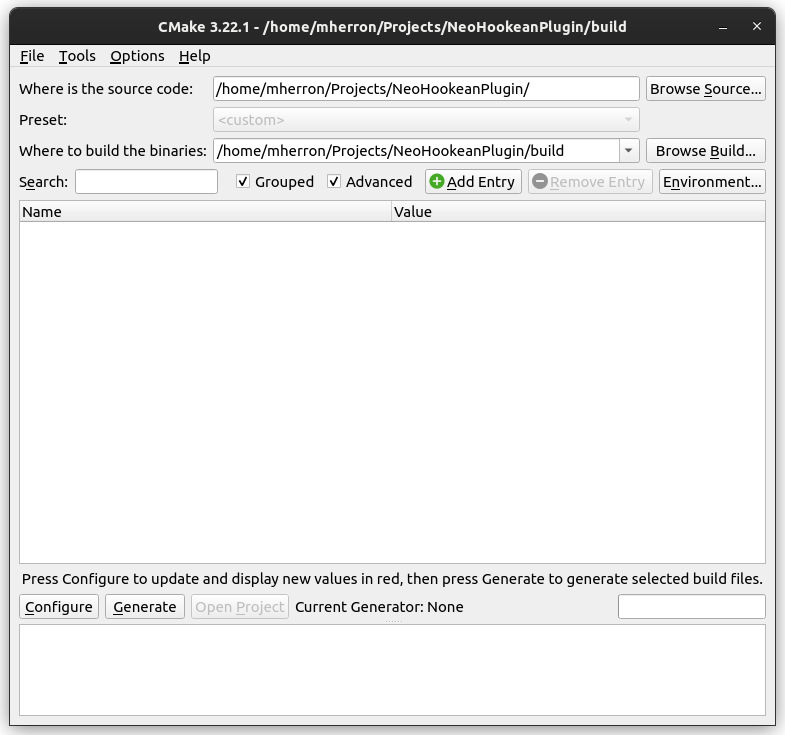 CMake 3.22.1 - /home/mherron/Projects/NeoHookeanPlugin/build
File Tools Options Help
Where is the source code: /home/mherron/Projects/NeoHookeanPlugin/ Browse Source...
Preset: <custom>
Where to build the binaries: /home/mherron/Projects/NeoHookeanPlugin/build Browse Build...
Search: Grouped Advanced Add Entry Remove Entry Environment...
Name Value
Press Configure to update and display new values in red, then press Generate to generate selected build files.
Configure Generate Open Project Current Generator: None